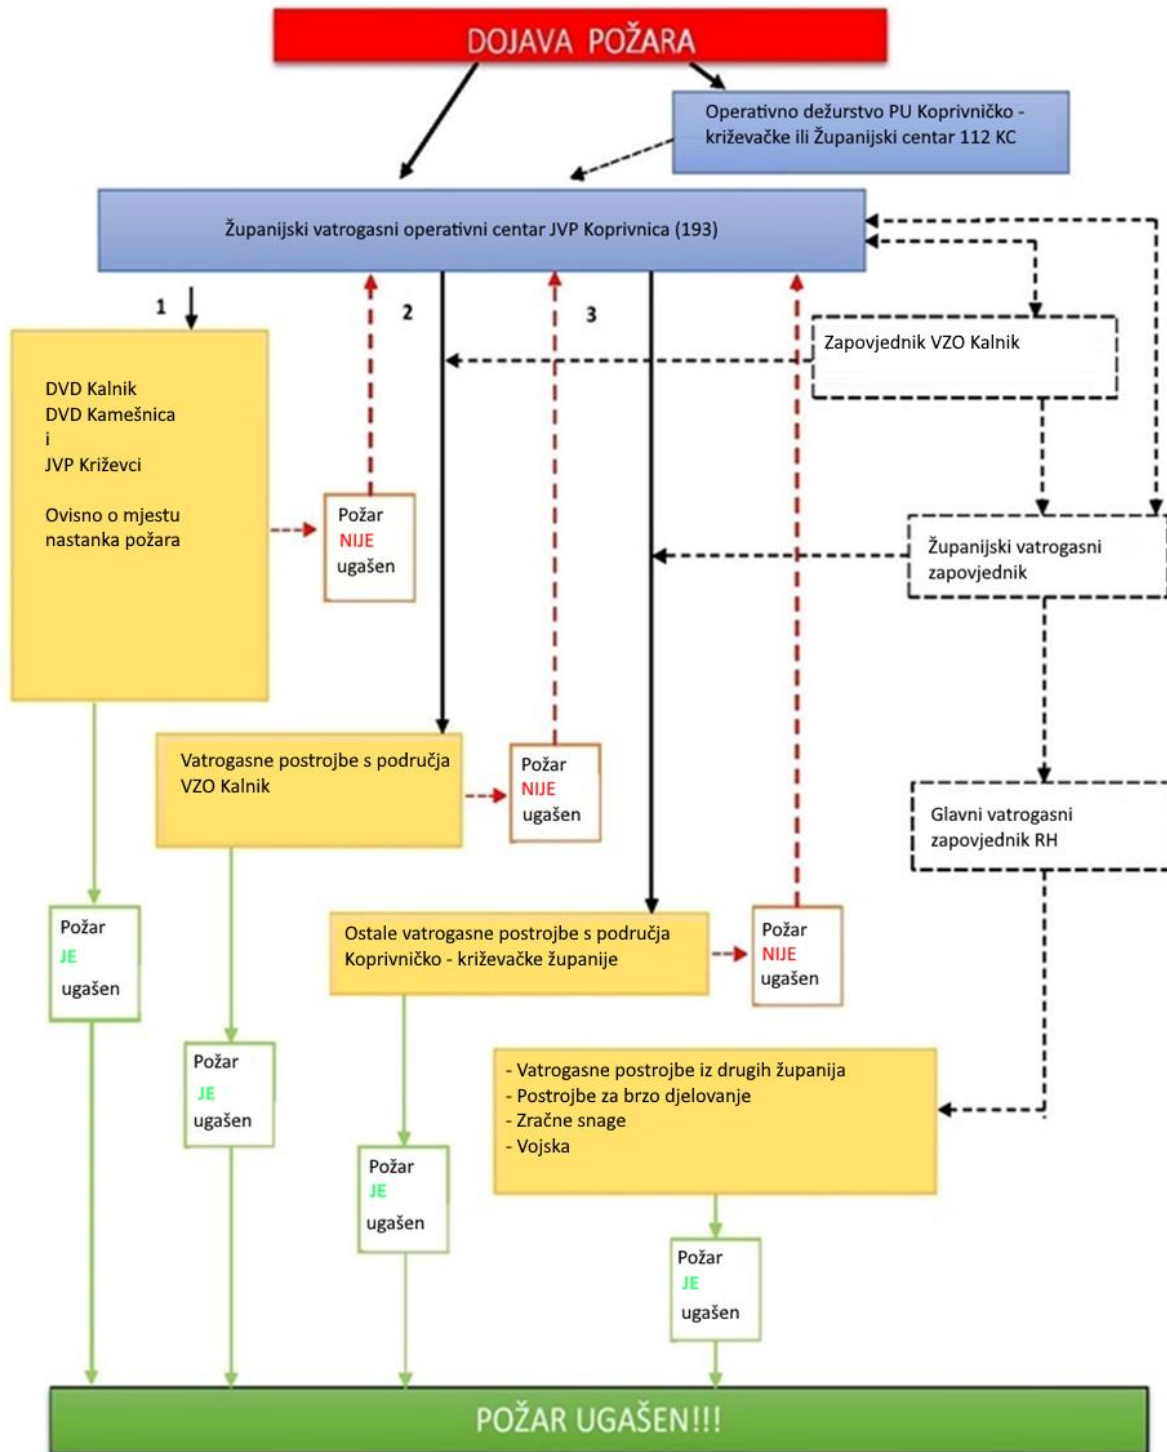 DOJAVA POŽARA
Operativno dežurstvo PU Koprivničko -
križevačke ili Županijski centar 112 KC
Županijski vatrogasni operativni centar JVP Koprivnica (193)
1
2
3
Zapovjednik VZO Kalnik
DVD Kalnik
DVD Kamešnica
i
JVP Križevci
Ovisno o mjestu
nastanka požara
Požar
NIJE
ugašen
Županijski vatrogasni
zapovjednik
Vatrogasne postrojbe s područja
VZO Kalnik
Požar
NIJE
ugašen
Glavni vatrogasni
zapovjednik RH
Požar
JE
ugašen
Ostale vatrogasne postrojbe s područja
Koprivničko - križevačke županije
Požar
NIJE
ugašen
Požar
JE
ugašen
- Vatrogasne postrojbe iz drugih županija
- Postrojbe za brzo djelovanje
- Zračne snage
- Vojska
Požar
JE
ugašen
Požar
JE
ugašen
POŽAR UGAŠEN!!!